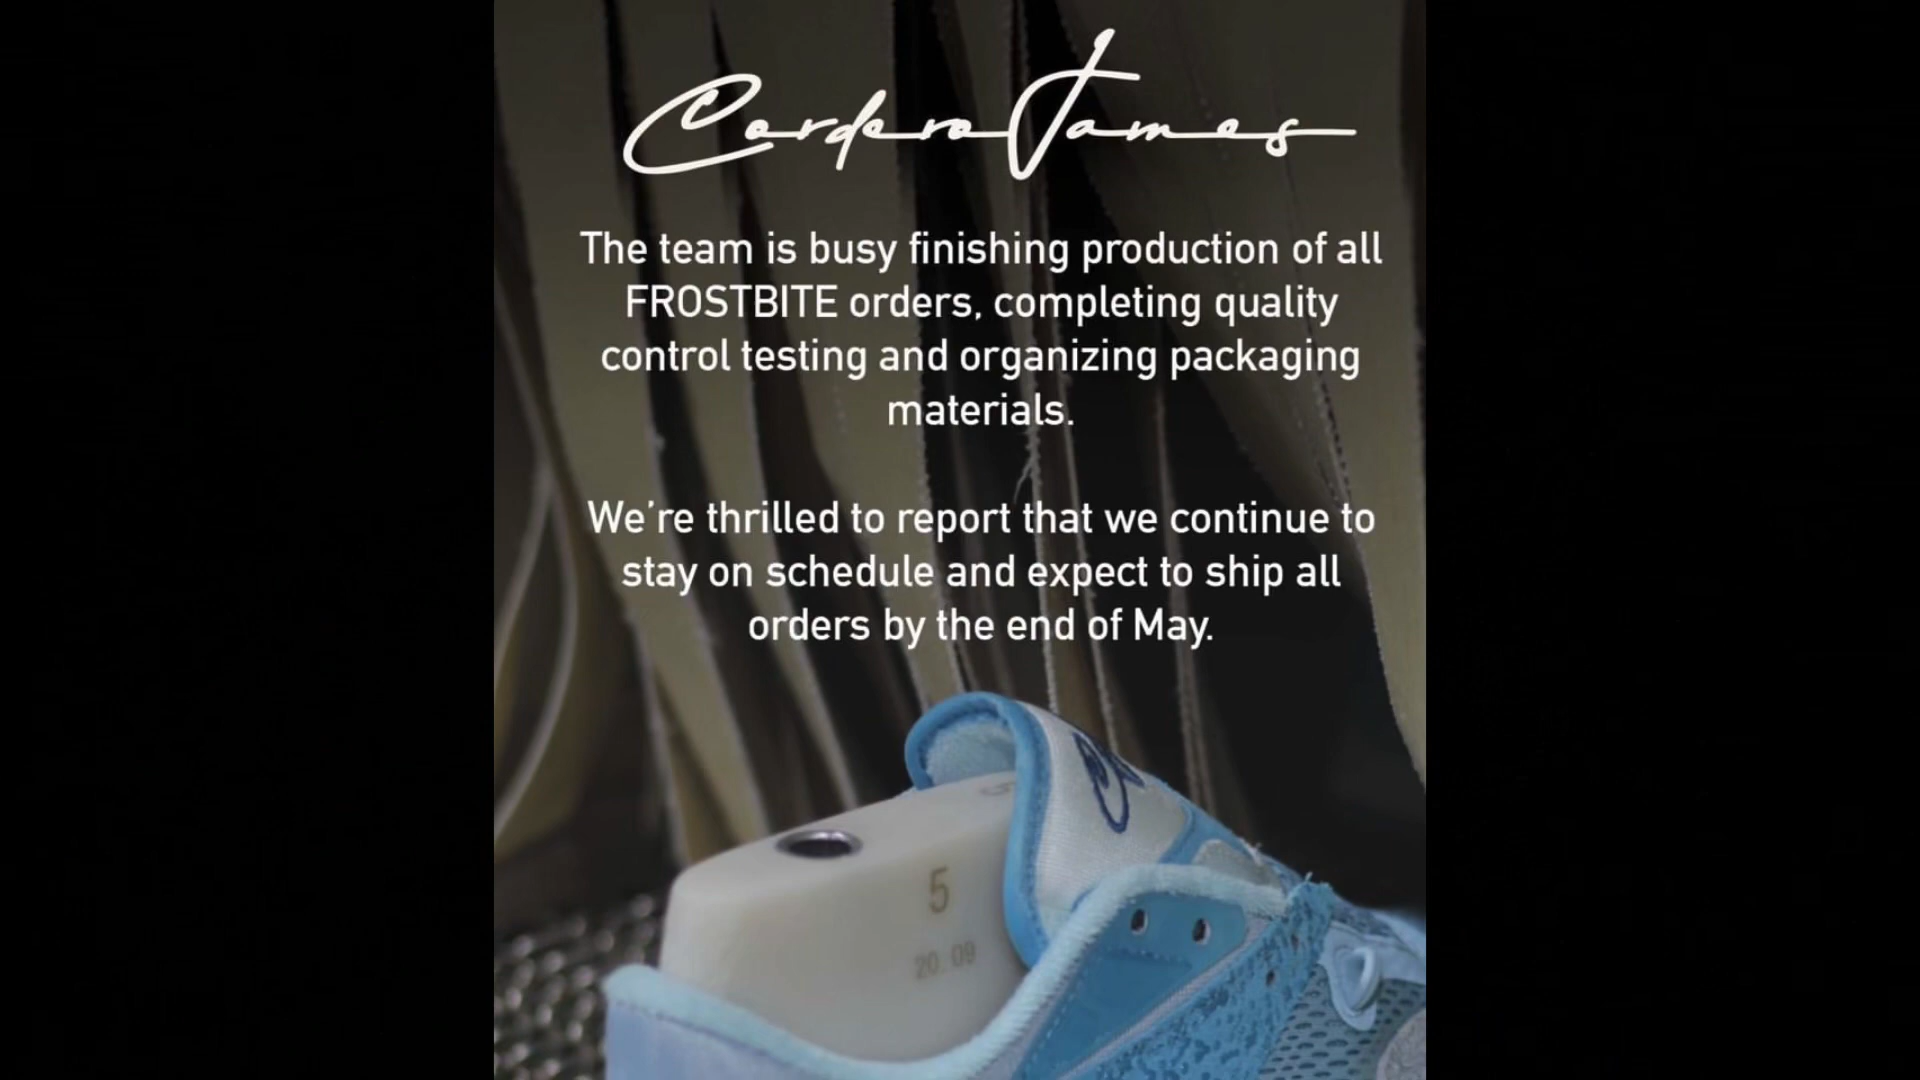 Cordero James
The team is busy finishing production of all
FROSTBITE orders, completing quality
control testing and organizing packaging
materials.
We're thrilled to report that we continue to
stay on schedule and expect to ship all
orders by the end of May.
5
20.09